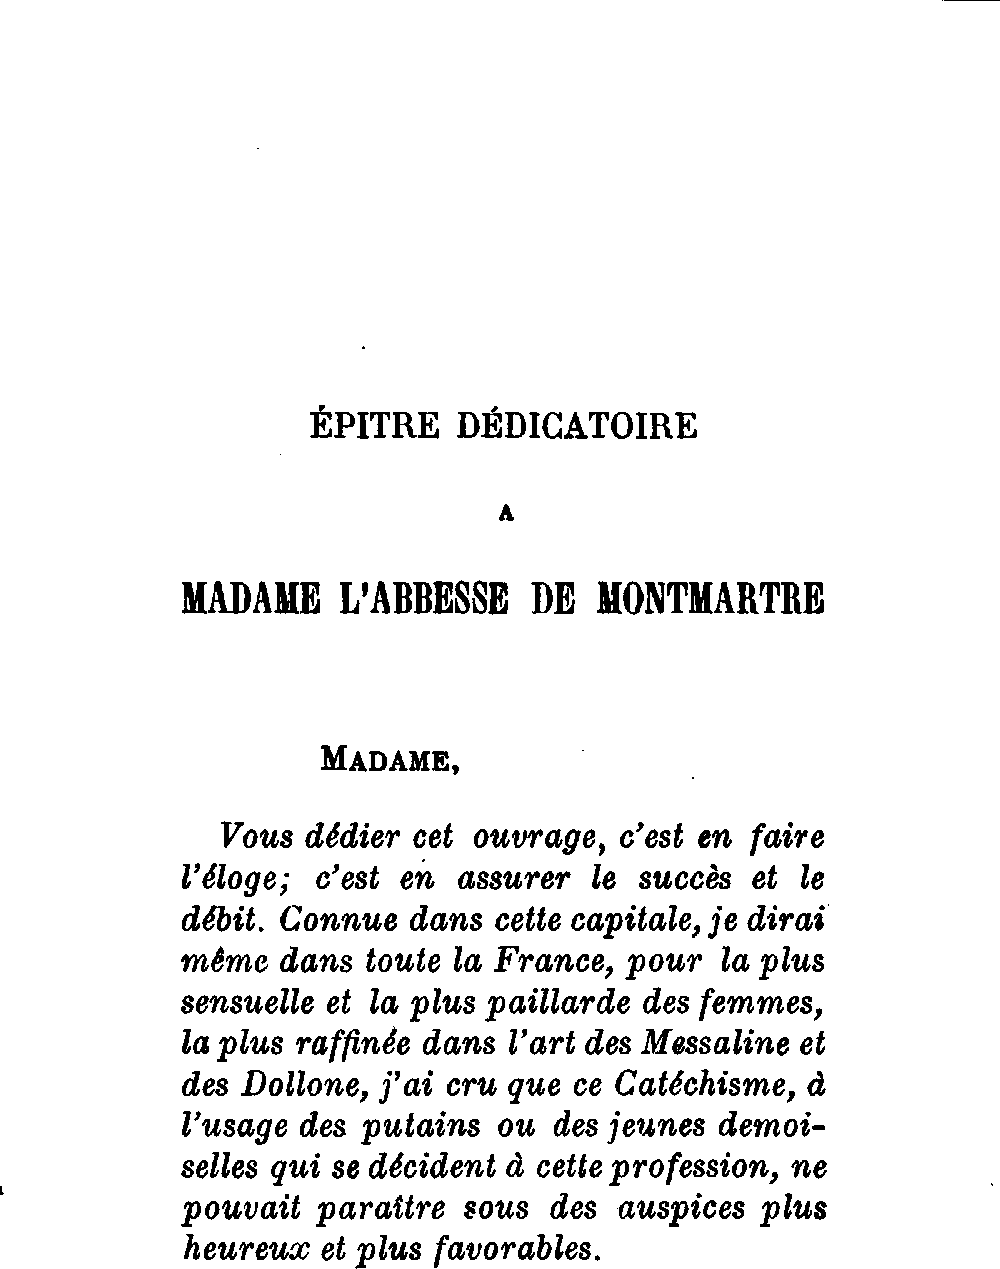 ÉPITRE DÉDICATOIRE
A
MADAME L'ABBESSE DE MONTMARTRE
MADAME,
Vous dédier cet ouvrage, c'est en faire
l'éloge; c'est en assurer le succès et le
débit. Connue dans cette capitale, je dirai
même dans toute la France, pour la plus
sensuelle et la plus paillarde des femmes,
la plus raffinée dans l'art des Messaline et
des Dollone, j'ai cru que ce Catéchisme, à
l'usage des putains ou des jeunes demoi-
selles qui se décident à cette profession, ne
pouvait paraître sous des auspices plus
heureux et plus favorables.